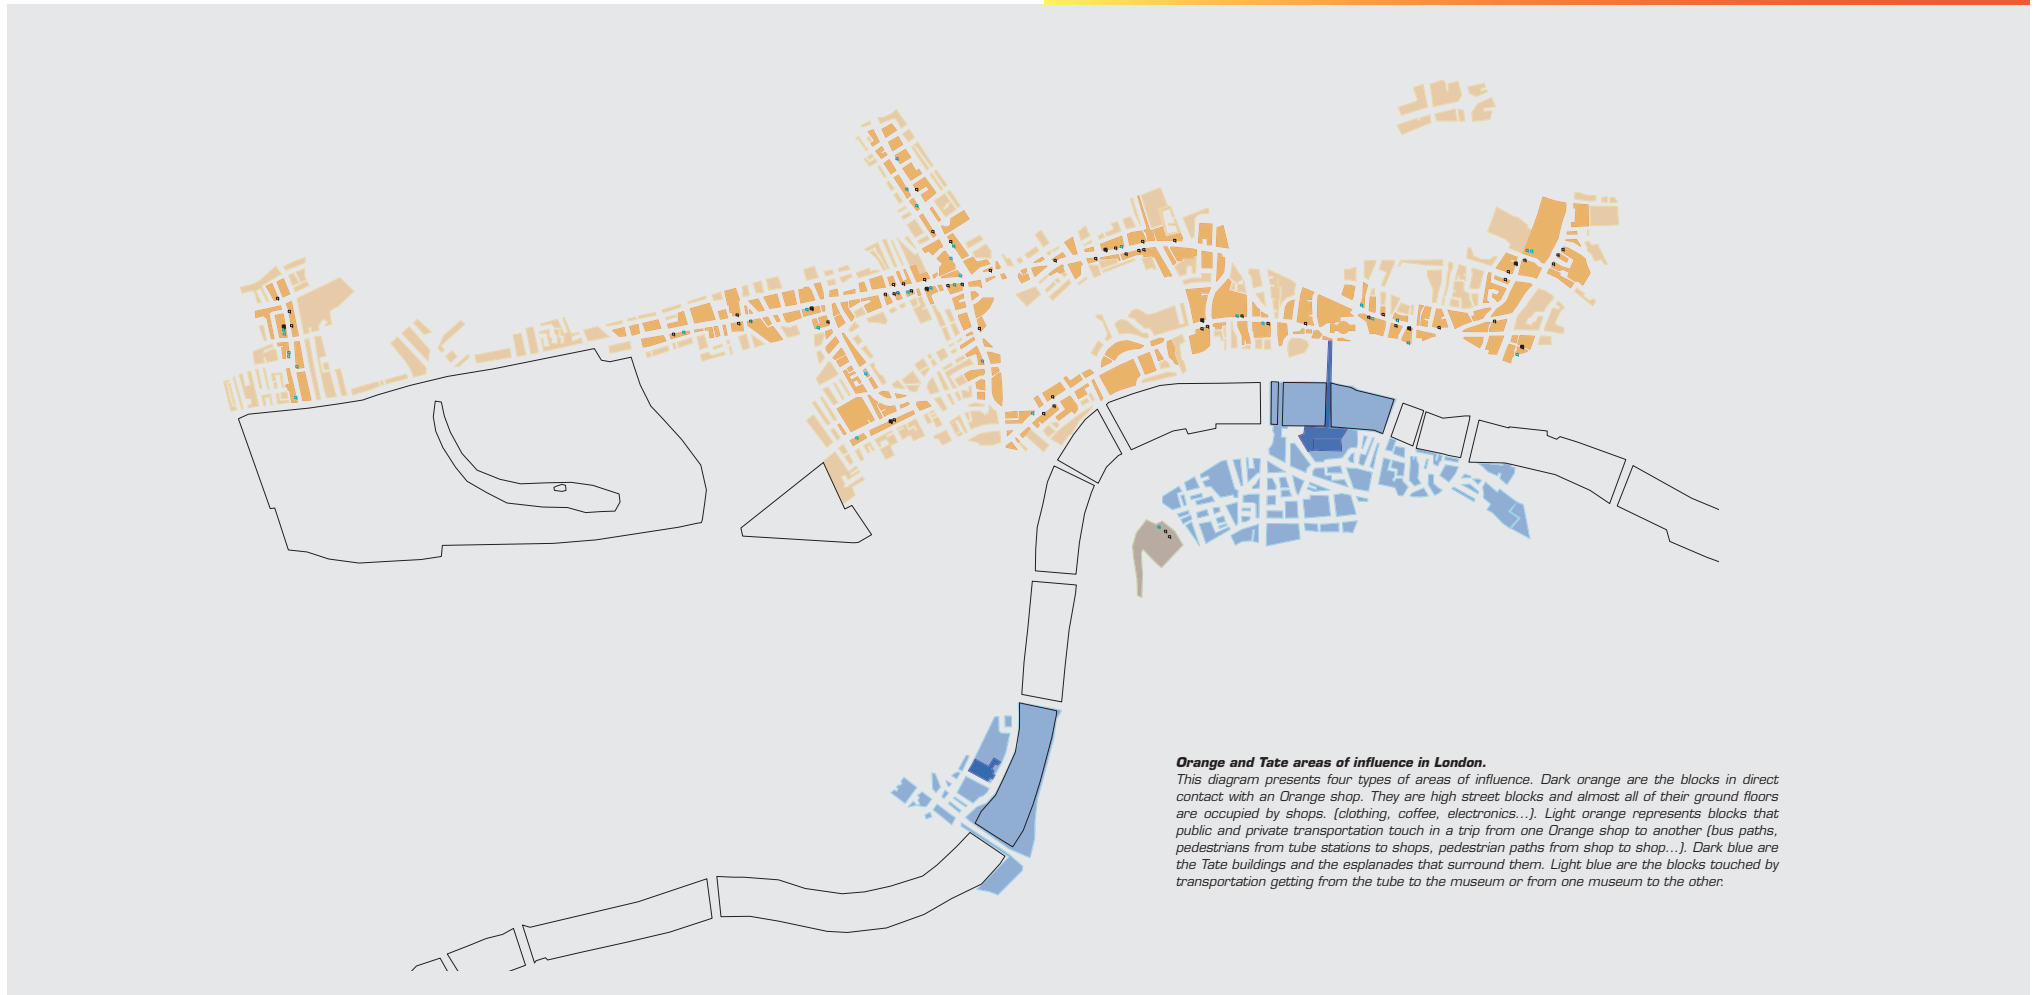 Orange and Tate areas of influence in London.
This diagram presents four types of areas of influence. Dark orange are the blocks in direct
contact with an Orange shop. They are high street blocks and almost all of their ground floors
are occupied by shops. (clothing, coffee, electronics...). Light orange represents blocks that
public and private transportation touch in a trip from one Orange shop to another (bus paths,
pedestrians from tube stations to shops, pedestrian paths from shop to shop...). Dark blue are
the Tate buildings and the esplanades that surround them. Light blue are the blocks touched by
transportation getting from the tube to the museum or from one museum to the other.